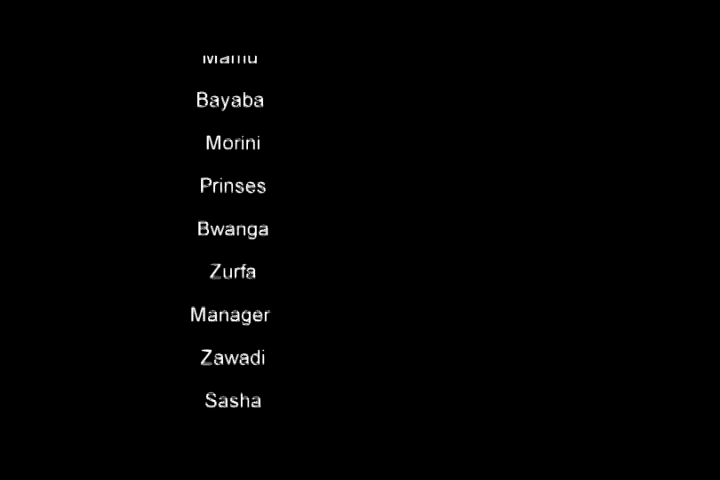 Bayaba
Morini
Prinses
Bwanga
Zurfa
Manager
Zawadi
Sasha